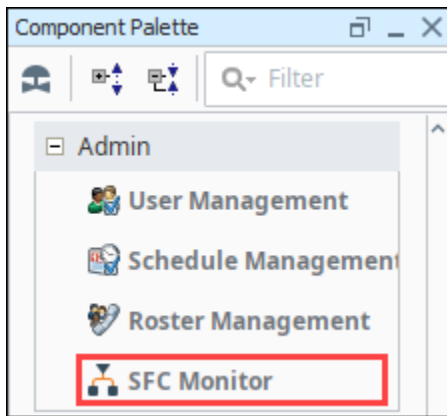 Component Palette
Filter
Admin
User Management
Schedule Management
Roster Management
SFC Monitor